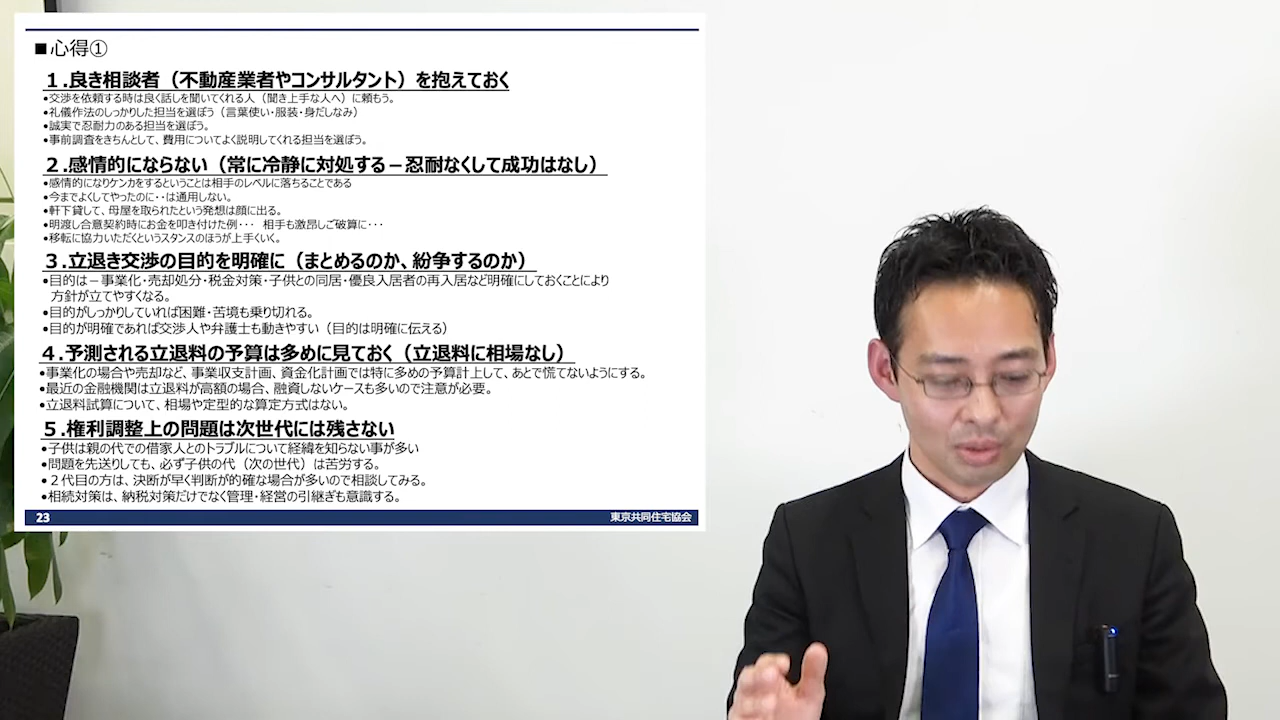 ■心得①
１.良き相談者（不動産業者やコンサルタント）を抱えておく
●交渉を依頼する時は良く話しを聞いてくれる人（聞き上手な人へ）に頼もう。
●礼儀作法のしっかりした担当を選ぼう（言葉使い・服装・身だしなみ）
●誠実で忍耐力のある担当を選ぼう。
●事前調査をきちんとして、費用についてよく説明してくれる担当を選ぼう。
２.感情的にならない（常に冷静に対処する－忍耐なくして成功はなし）
●感情的になりケンカをするということは相手のレベルに落ちることである
●今までよくしてやったのに・・は通用しない。
●軒下貸して、母屋を取られたという発想は顔に出る。
●明渡し合意契約時にお金を叩き付けた例・・・ 相手も激昂しご破算に・・・
●移転に協力いただくというスタンスのほうが上手くいく。
３.立退き交渉の目的を明確に（まとめるのか、紛争するのか）
●目的は－事業化・売却処分・税金対策・子供との同居・優良入居者の再入居など明確にしておくことにより
方針が立てやすくなる。
●目的がしっかりしていれば困難・苦境も乗り切れる。
●目的が明確であれば交渉人や弁護士も動きやすい（目的は明確に伝える）
４.予測される立退料の予算は多めに見ておく（立退料に相場なし）
●事業化の場合や売却など、事業収支計画、資金化計画では特に多めの予算計上して、あとで慌てないようにする。
●最近の金融機関は立退料が高額の場合、融資しないケースも多いので注意が必要。
●立退料試算について、相場や定型的な算定方式はない。
５.権利調整上の問題は次世代には残さない
●子供は親の代での借家人とのトラブルについて経緯を知らない事が多い
●問題を先送りしても、必ず子供の代（次の世代）は苦労する。
●２代目の方は、決断が早く判断が的確な場合が多いので相談してみる。
●相続対策は、納税対策だけでなく管理・経営の引継ぎも意識する。
23
東京共同住宅協会